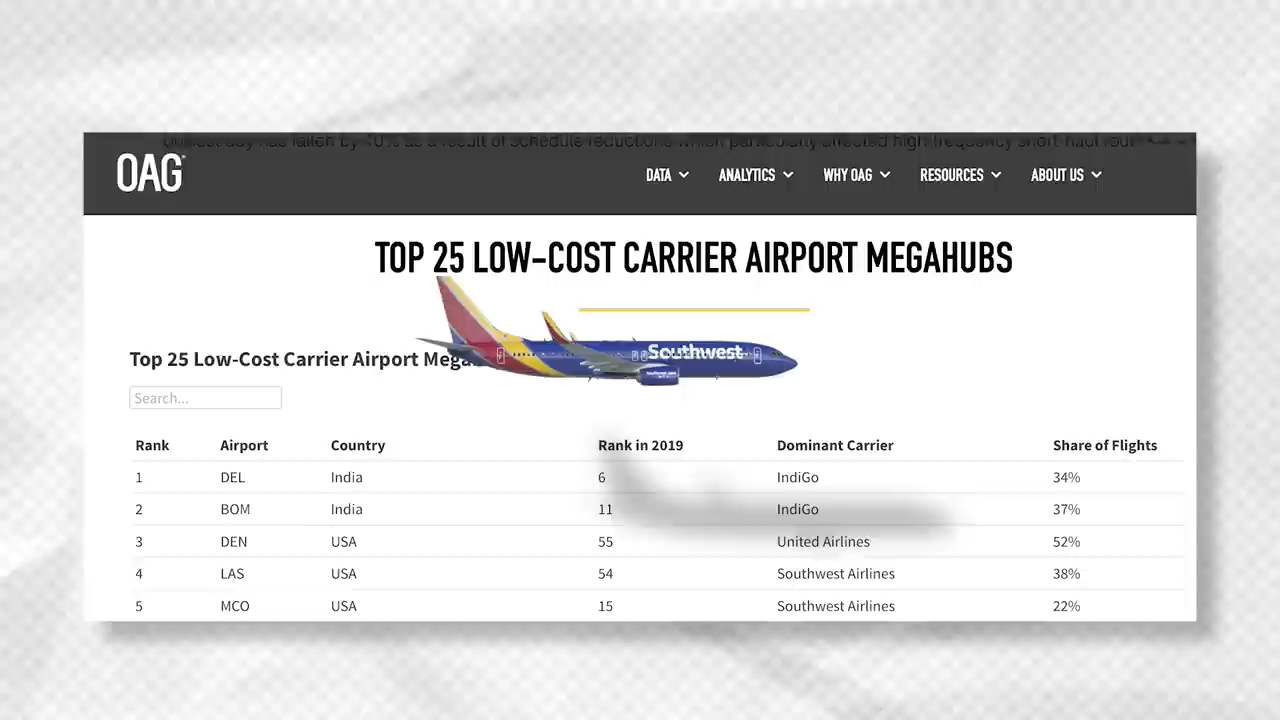 OAG
DATA ANALYTICS WHY OAG RESOURCES ABOUT US
TOP 25 LOW-COST CARRIER AIRPORT MEGAHUBS
Southwest
Top 25 Low-Cost Carrier Airport
Search...
Rank Airport Country Rank in 2019 Dominant Carrier Share of Flights
1 DEL India 6 IndiGo 34%
2 BOM India 11 IndiGo 37%
3 DEN USA 55 United Airlines 52%
4 LAS USA 54 Southwest Airlines 38%
5 MCO USA 15 Southwest Airlines 22%